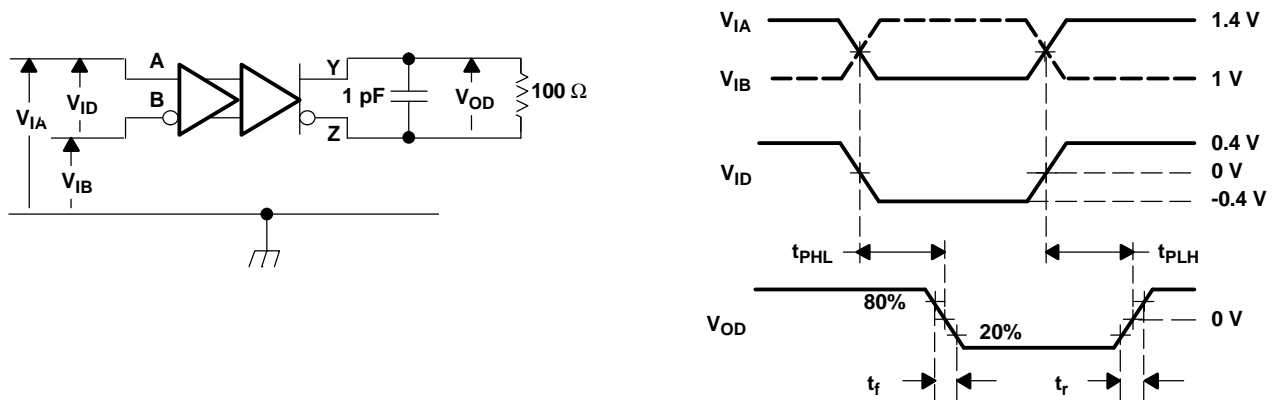 A
B
Y
Z
V_ID
V_IA
V_IB
1 pF
V_OD
100 Ω
V_IA
1.4 V
V_IB
1 V
V_ID
0.4 V
0 V
-0.4 V
t_PHL
t_PLH
80%
V_OD
20%
0 V
t_f
t_r